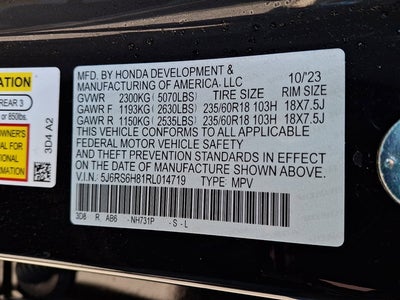 MFD. BY HONDA DEVELOPMENT &
MANUFACTURING OF AMERICA, LLC 10/'23
GVWR 2300KG (5070LBS) TIRE SIZE RIM SIZE
GAWR F 1193KG (2630LBS) 235/60R18 103H 18X7.5J
GAWR R 1150KG (2535LBS) 235/60R18 103H 18X7.5J
THIS VEHICLE CONFORMS TO ALL APPLICABLE
FEDERAL MOTOR VEHICLE SAFETY
STANDARDS IN
EFFECT ON THE DATE OF MANUFACTURE SHOWN ABOVE.
V.I.N. 5J6RS6H81RL014719 TYPE: MPV
3D8 R AB6 -NH731P -S -L
ATION
REAR 3
or 850lbs.
OWNER'S
3D4 A2